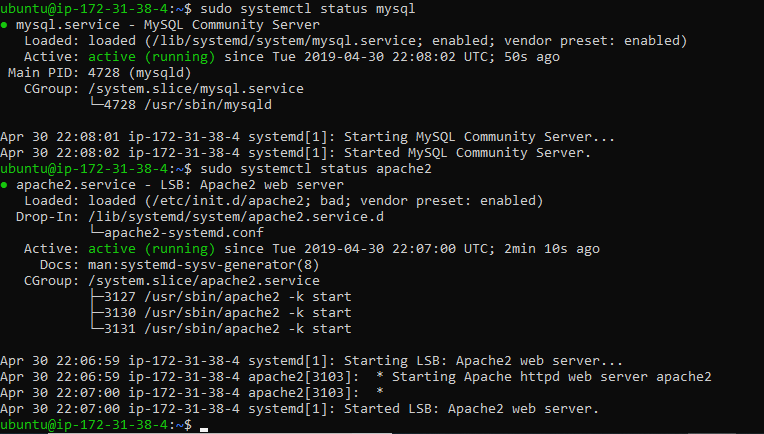 ubuntu@ip-172-31-38-4:~$ sudo systemctl status mysql
● mysql.service - MySQL Community Server
   Loaded: loaded (/lib/systemd/system/mysql.service; enabled; vendor preset: enabled)
   Active: active (running) since Tue 2019-04-30 22:08:02 UTC; 50s ago
 Main PID: 4728 (mysqld)
   CGroup: /system.slice/mysql.service
           └─4728 /usr/sbin/mysqld

Apr 30 22:08:01 ip-172-31-38-4 systemd[1]: Starting MySQL Community Server...
Apr 30 22:08:02 ip-172-31-38-4 systemd[1]: Started MySQL Community Server.
ubuntu@ip-172-31-38-4:~$ sudo systemctl status apache2
● apache2.service - LSB: Apache2 web server
   Loaded: loaded (/etc/init.d/apache2; bad; vendor preset: enabled)
  Drop-In: /lib/systemd/system/apache2.service.d
           └─apache2-systemd.conf
   Active: active (running) since Tue 2019-04-30 22:07:00 UTC; 2min 10s ago
     Docs: man:systemd-sysv-generator(8)
   CGroup: /system.slice/apache2.service
           ├─3127 /usr/sbin/apache2 -k start
           ├─3130 /usr/sbin/apache2 -k start
           └─3131 /usr/sbin/apache2 -k start

Apr 30 22:06:59 ip-172-31-38-4 systemd[1]: Starting LSB: Apache2 web server...
Apr 30 22:06:59 ip-172-31-38-4 apache2[3103]:  * Starting Apache httpd web server apache2
Apr 30 22:07:00 ip-172-31-38-4 apache2[3103]:  *
Apr 30 22:07:00 ip-172-31-38-4 systemd[1]: Started LSB: Apache2 web server.
ubuntu@ip-172-31-38-4:~$